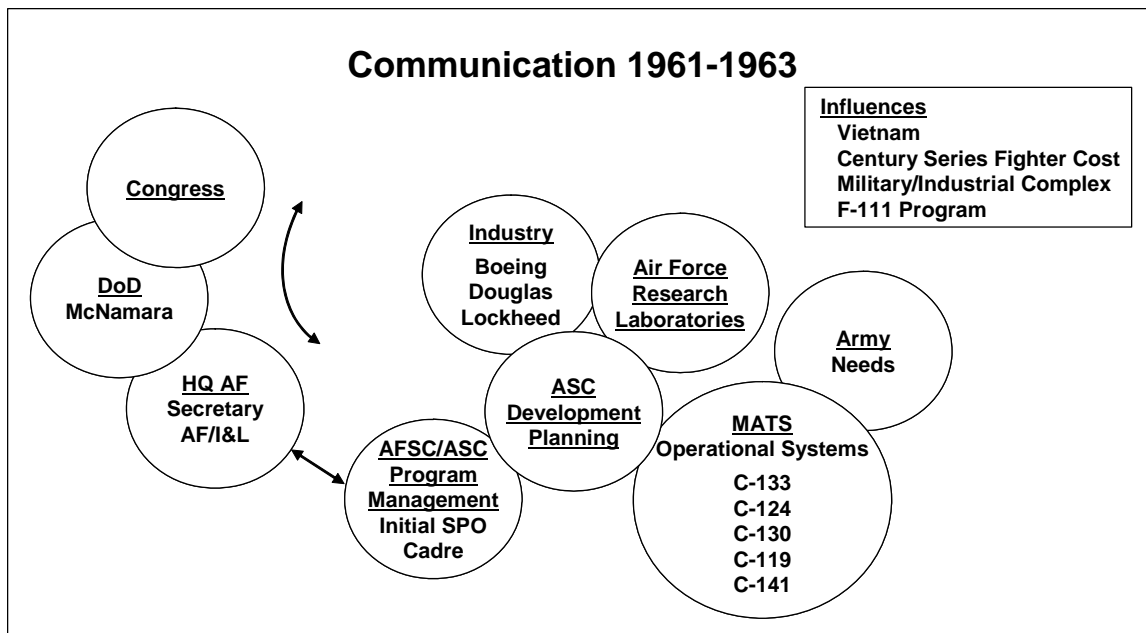 Communication 1961-1963
Influences
Vietnam
Century Series Fighter Cost
Military/Industrial Complex
F-111 Program
Congress
DoD
McNamara
HQ AF
Secretary
AF/I&L
AFSC/ASC
Program
Management
Initial SPO
Cadre
Industry
Boeing
Douglas
Lockheed
Air Force
Research
Laboratories
ASC
Development
Planning
Army
Needs
MATS
Operational Systems
C-133
C-124
C-130
C-119
C-141